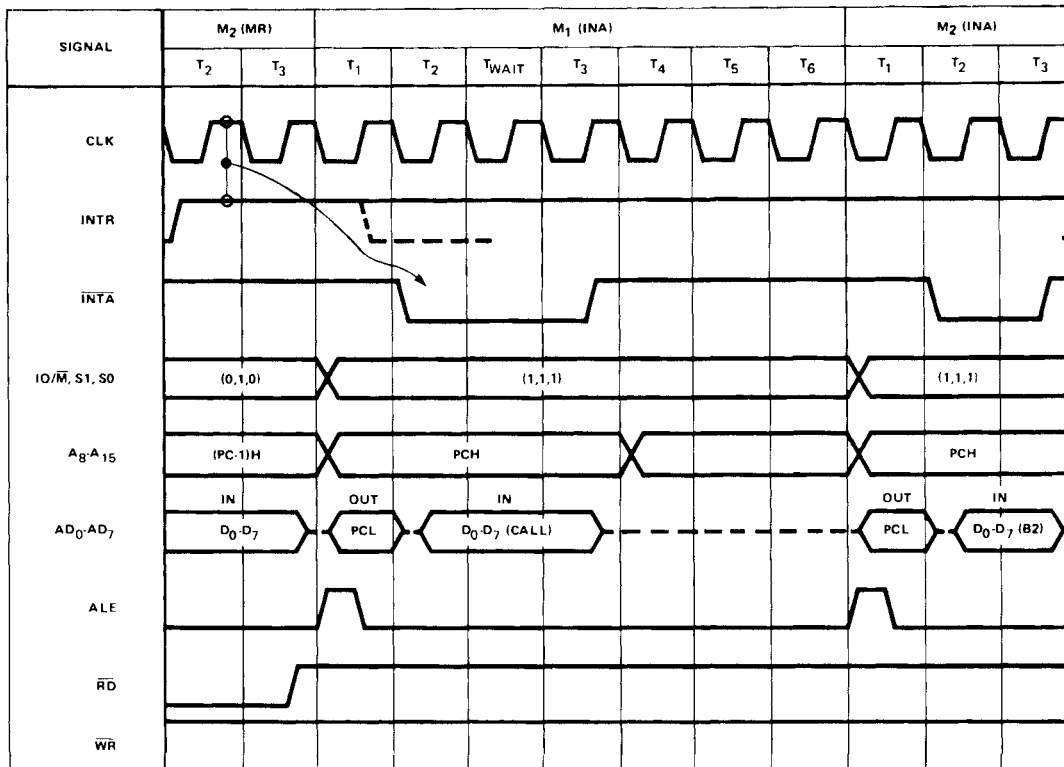 SIGNAL M2 (MR) M1 (INA) M2 (INA)
T2 T3 T1 T2 TWAIT T3 T4 T5 T6 T1 T2 T3
CLK
INTR
I̅N̅T̅A̅
IO/M̅, S1, S0 (0,1,0) (1,1,1) (1,1,1)
A8-A15 (PC-1)H PCH PCH
IN OUT IN OUT IN
AD0-AD7 D0-D7 PCL D0-D7 (CALL) PCL D0-D7 (B2)
ALE
R̅D̅
W̅R̅